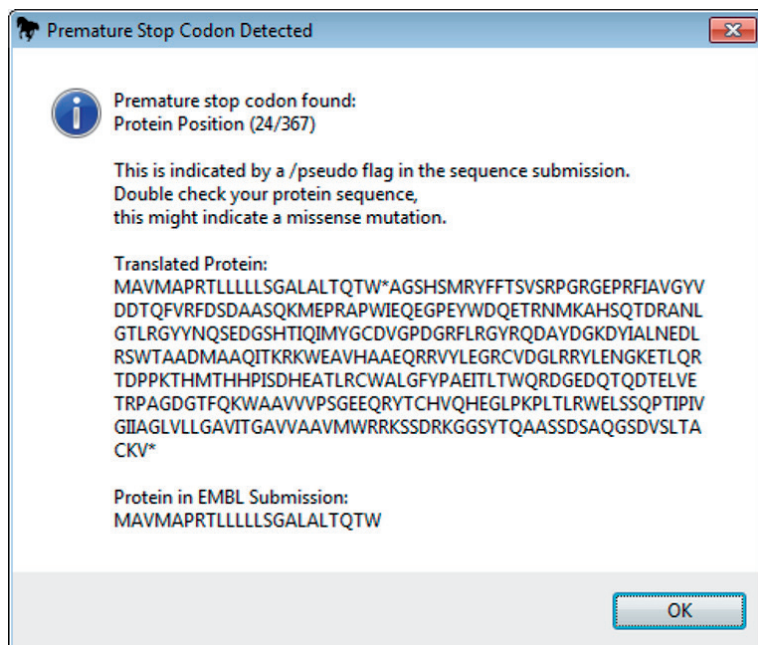 Premature Stop Codon Detected
Premature stop codon found:
Protein Position (24/367)
This is indicated by a /pseudo flag in the sequence submission.
Double check your protein sequence,
this might indicate a missense mutation.
Translated Protein:
MAVMAPRTLLLLLSGALALTQTW*AGSHSMRYFFTSVSRPGRGEPRFIAVGYV
DDTQFVRFDSDAASQKMEPRAPWIEQEGPEYWDQETRNMKAHSQTDRANL
GTLRGYYNQSEDGSHTIQIMYGCDVGPDGRFLRGYRQDAYDGKDYIALNEDL
RSWTAADMAAQITKRKWEAVHAAEQRRVYLEGRCVDGLRRYLENGKETLQR
TDPPKTHMTHHPISDHEATLRCWALGFYPAEITLTWQRDGEDQTQDTELVE
TRPAGDGTFQKWAAVVVPSGEEQRYTCHVQHEGLPKPLTLRWELSSQPTIPIV
GIIAGLVLLGAVITGAVVAAVMWRRKSSDRKGGSYTQAASSDSAQGSDVSLTA
CKV*
Protein in EMBL Submission:
MAVMAPRTLLLLLSGALALTQTW
OK